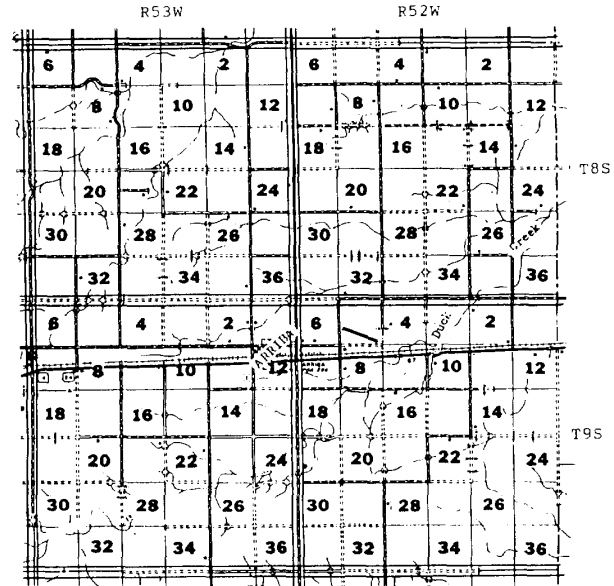 R53W R52W
6 4 2 6 4 2
8 10 12 8 10 12
18 16 14 18 16 14
T8S
20 22 24 20 22 24
30 28 26 30 28 26
Creek
32 34 36 32 34 36
6 4 2 6 4 2
Duck
ARRIBA
8 10 12 8 10 12
18 16 14 18 16 14
T9S
20 22 24 20 22 24
30 28 26 30 28 26
32 34 36 32 34 36